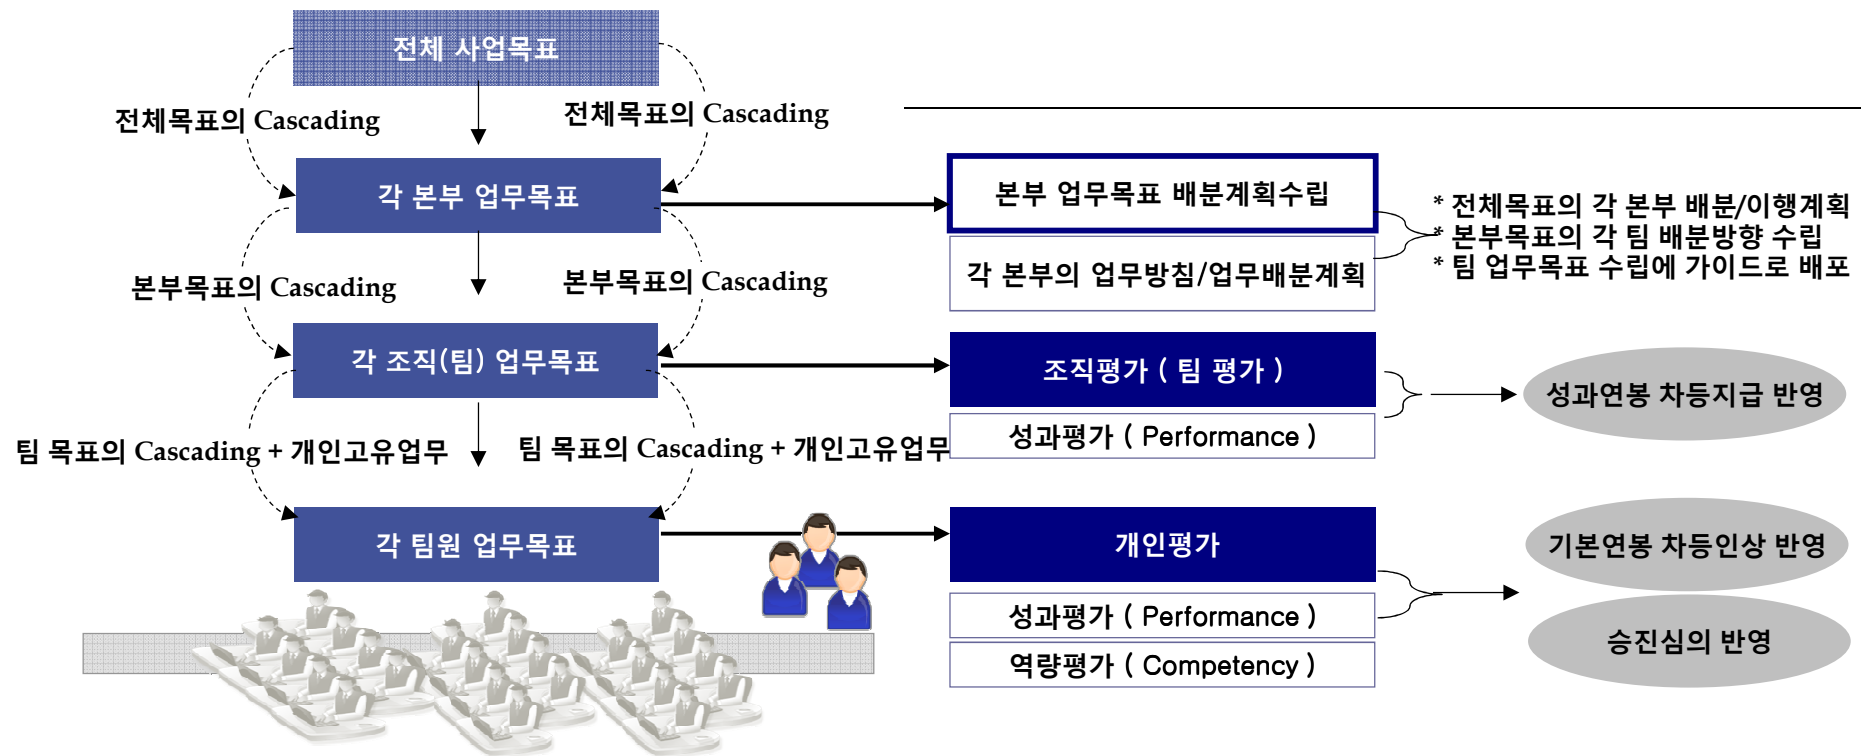 전체 사업목표
전체목표의 Cascading
전체목표의 Cascading
각 본부 업무목표
본부 업무목표 배분계획수립
각 본부의 업무방침/업무배분계획
* 전체목표의 각 본부 배분/이행계획
* 본부목표의 각 팀 배분방향 수립
* 팀 업무목표 수립에 가이드로 배포
본부목표의 Cascading
본부목표의 Cascading
각 조직(팀) 업무목표
조직평가 ( 팀 평가 )
성과평가 ( Performance )
성과연봉 차등지급 반영
팀 목표의 Cascading + 개인고유업무
팀 목표의 Cascading + 개인고유업무
각 팀원 업무목표
개인평가
성과평가 ( Performance )
역량평가 ( Competency )
기본연봉 차등인상 반영
승진심의 반영